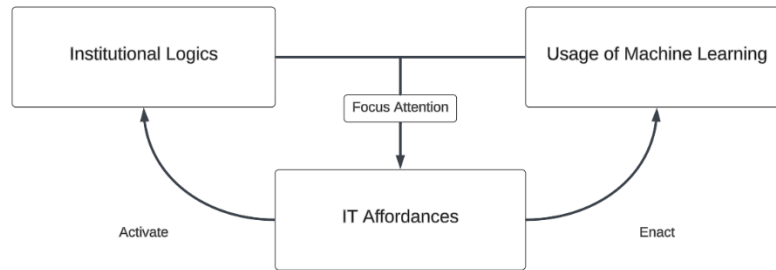 Institutional Logics
Usage of Machine Learning
Focus Attention
IT Affordances
Activate
Enact